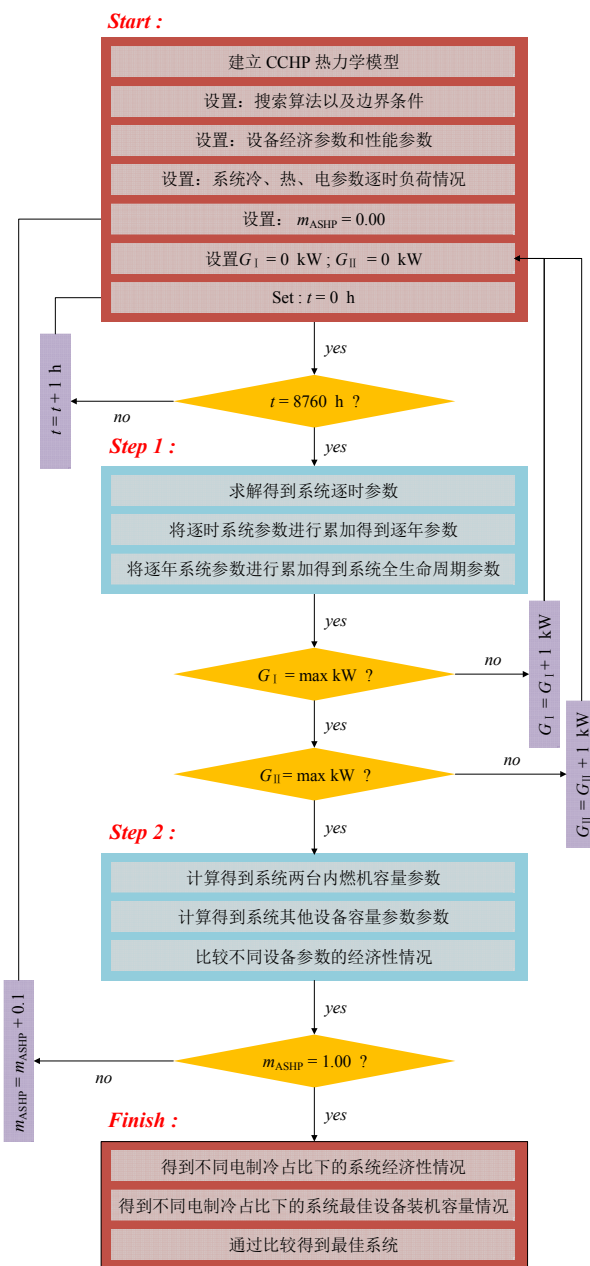 Start :
建立 CCHP 热力学模型
设置：搜索算法以及边界条件
设置：设备经济参数和性能参数
设置：系统冷、热、电参数逐时负荷情况
设置： m_ASHP = 0.00
设置G_Ⅰ = 0 kW ; G_Ⅱ = 0 kW
Set : t = 0 h
yes
t = 8760 h ?
no
t = t + 1 h
yes
Step 1 :
求解得到系统逐时参数
将逐时系统参数进行累加得到逐年参数
将逐年系统参数进行累加得到系统全生命周期参数
yes
G_Ⅰ = max kW ?
no
G_Ⅰ = G_Ⅰ + 1 kW
yes
G_Ⅱ = max kW ?
no
G_Ⅱ = G_Ⅱ + 1 kW
yes
Step 2 :
计算得到系统两台内燃机容量参数
计算得到系统其他设备容量参数参数
比较不同设备参数的经济性情况
yes
m_ASHP = 1.00 ?
no
m_ASHP = m_ASHP + 0.1
yes
Finish :
得到不同电制冷占比下的系统经济性情况
得到不同电制冷占比下的系统最佳设备装机容量情况
通过比较得到最佳系统